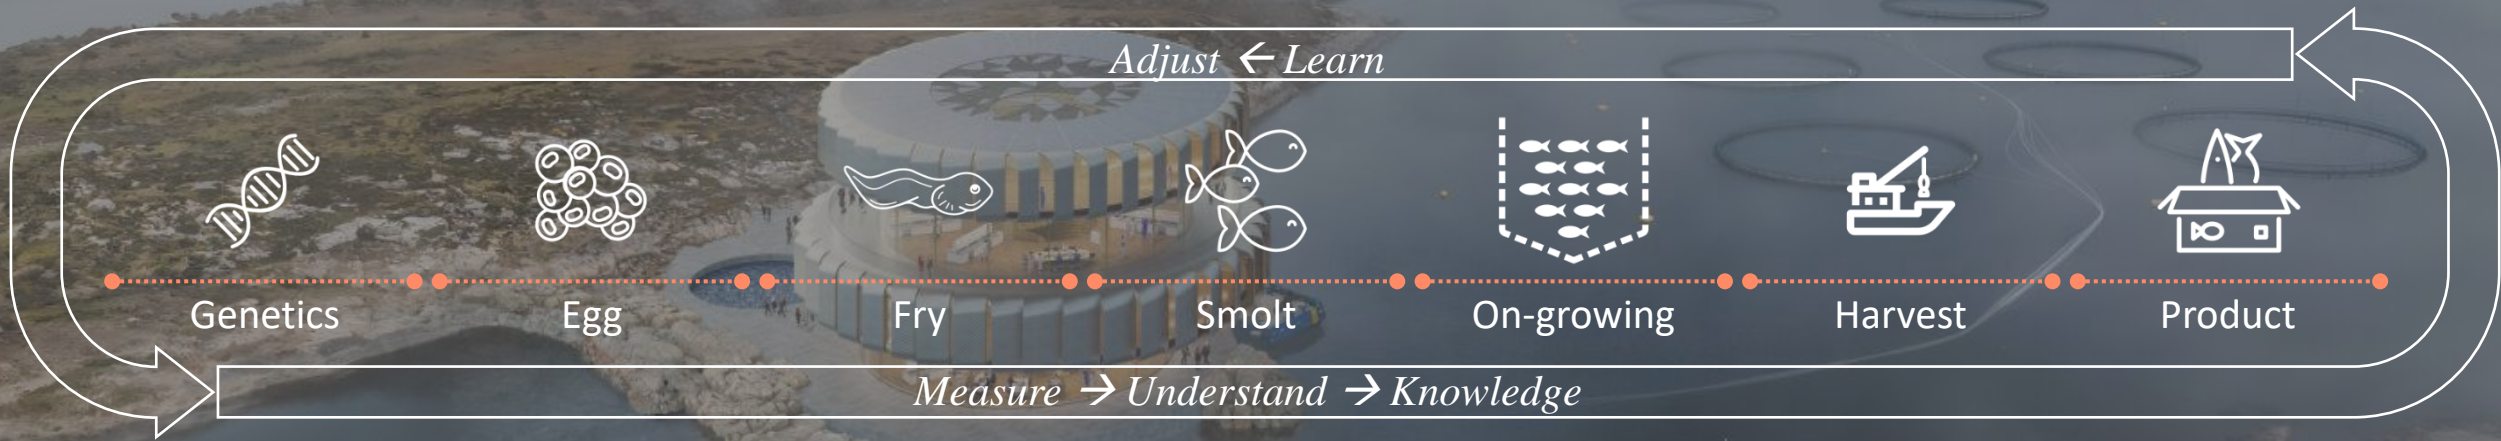 Adjust ← Learn
Genetics
Egg
Fry
Smolt
On-growing
Harvest
Product
Measure → Understand → Knowledge